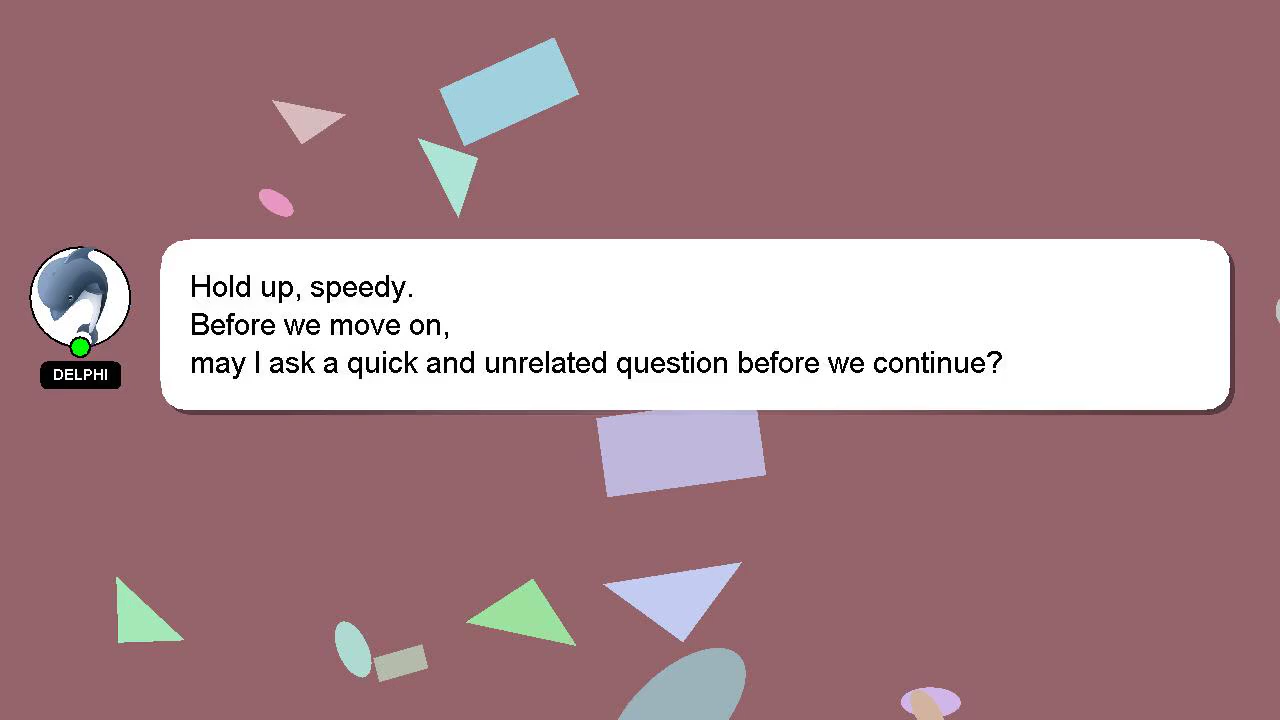 Hold up, speedy.
Before we move on,
may I ask a quick and unrelated question before we continue?
DELPHI